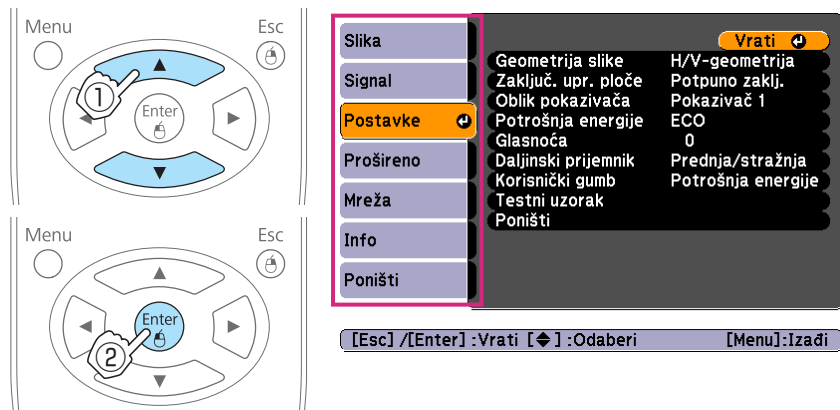 Menu
Esc
①
Enter
Menu
Esc
Enter
②
Slika
Signal
Postavke
Prošireno
Mreža
Info
Poništi
Vrati
Geometrija slike H/V-geometrija
Zaključ. upr. ploče Potpuno zaklj.
Oblik pokazivača Pokazivač 1
Potrošnja energije ECO
Glasnoća 0
Daljinski prijemnik Prednja/stražnja
Korisnički gumb Potrošnja energije
Testni uzorak
Poništi
[Esc] /[Enter] :Vrati [◆] :Odaberi [Menu]:Izađi